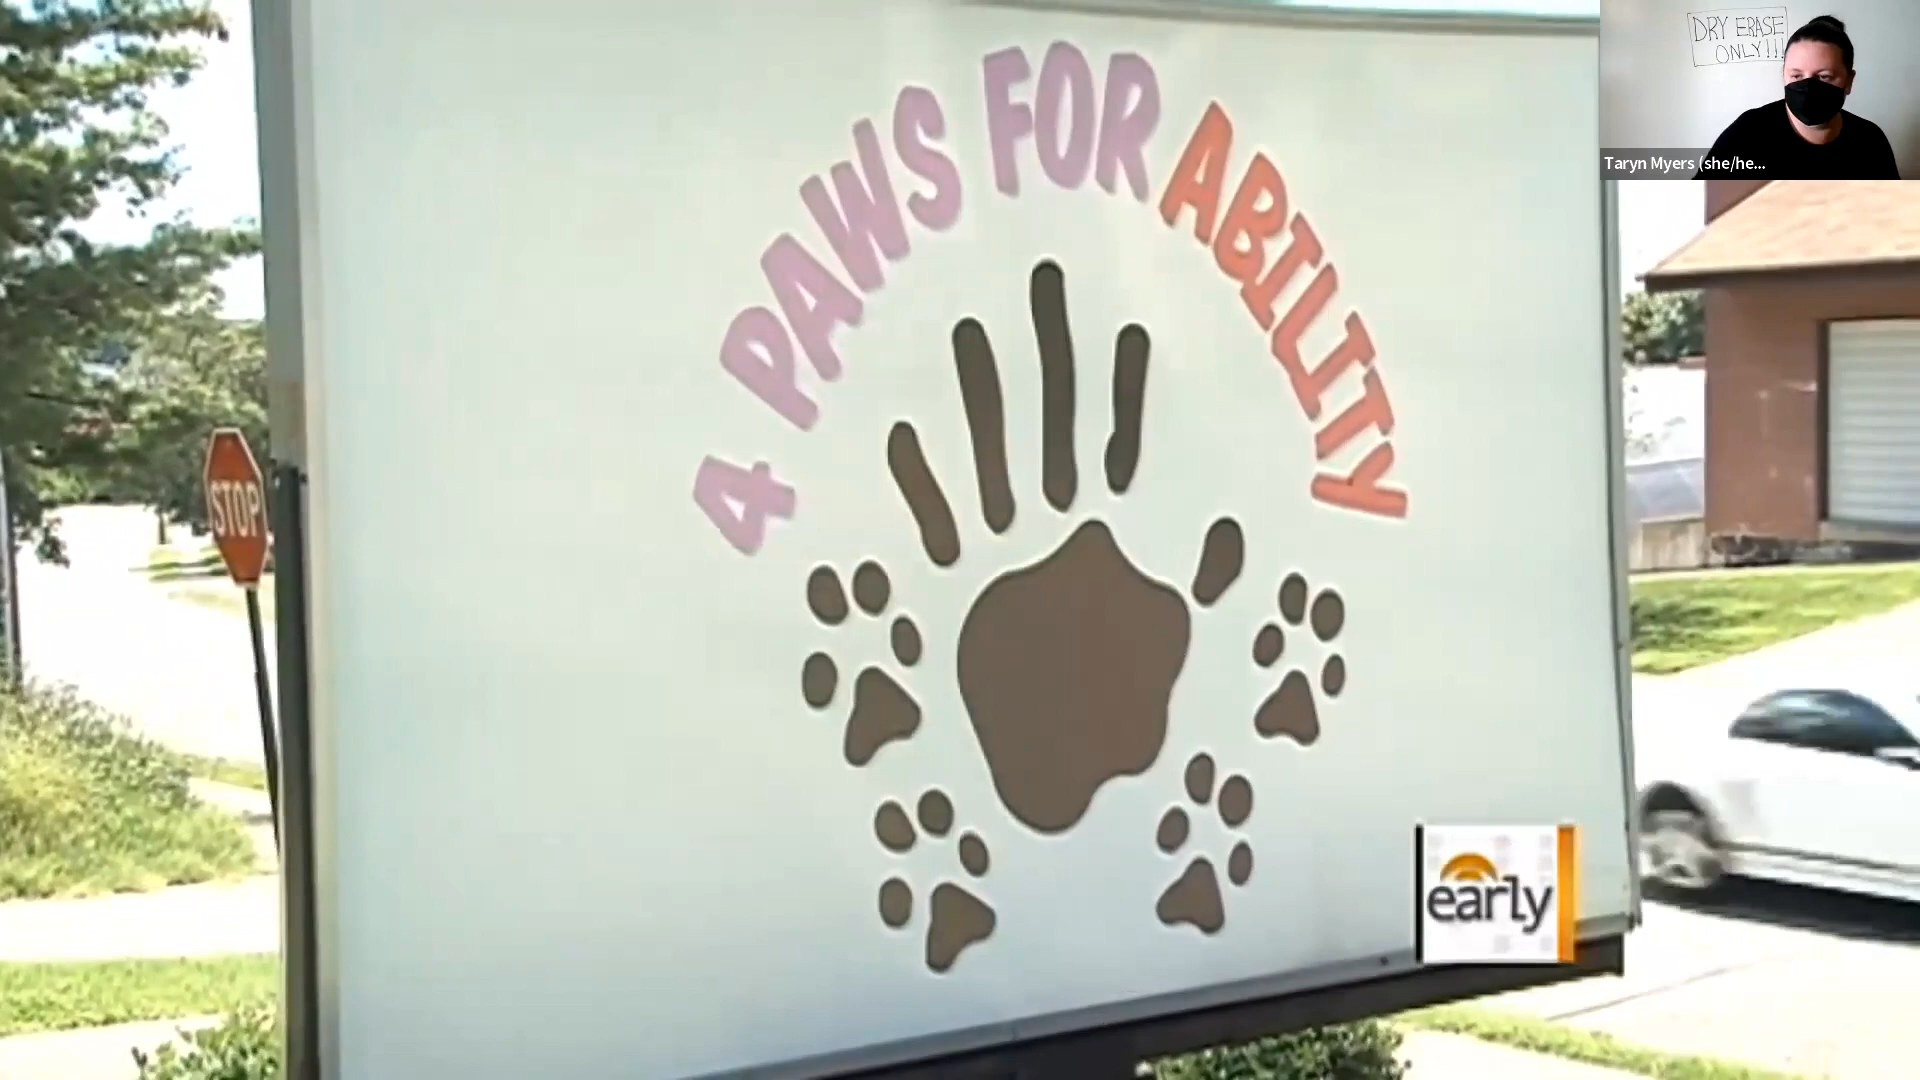 4 PAWS FOR ABILITY
STOP
early
DRY ERASE
ONLY!!!
Taryn Myers (she/he...